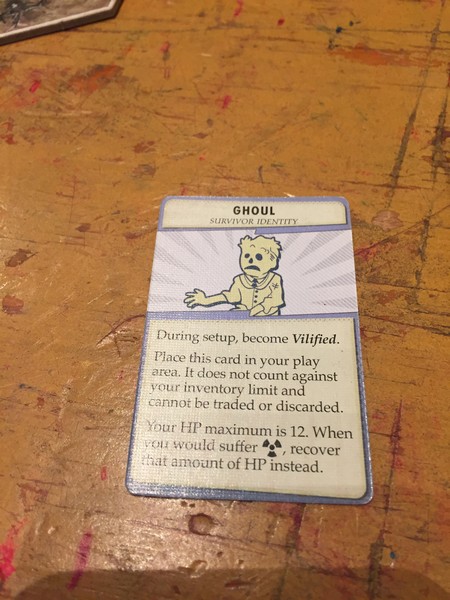 GHOUL
SURVIVOR IDENTITY
During setup, become Vilified.
Place this card in your play
area. It does not count against
your inventory limit and
cannot be traded or discarded.
Your HP maximum is 12. When
you would suffer , recover
that amount of HP instead.